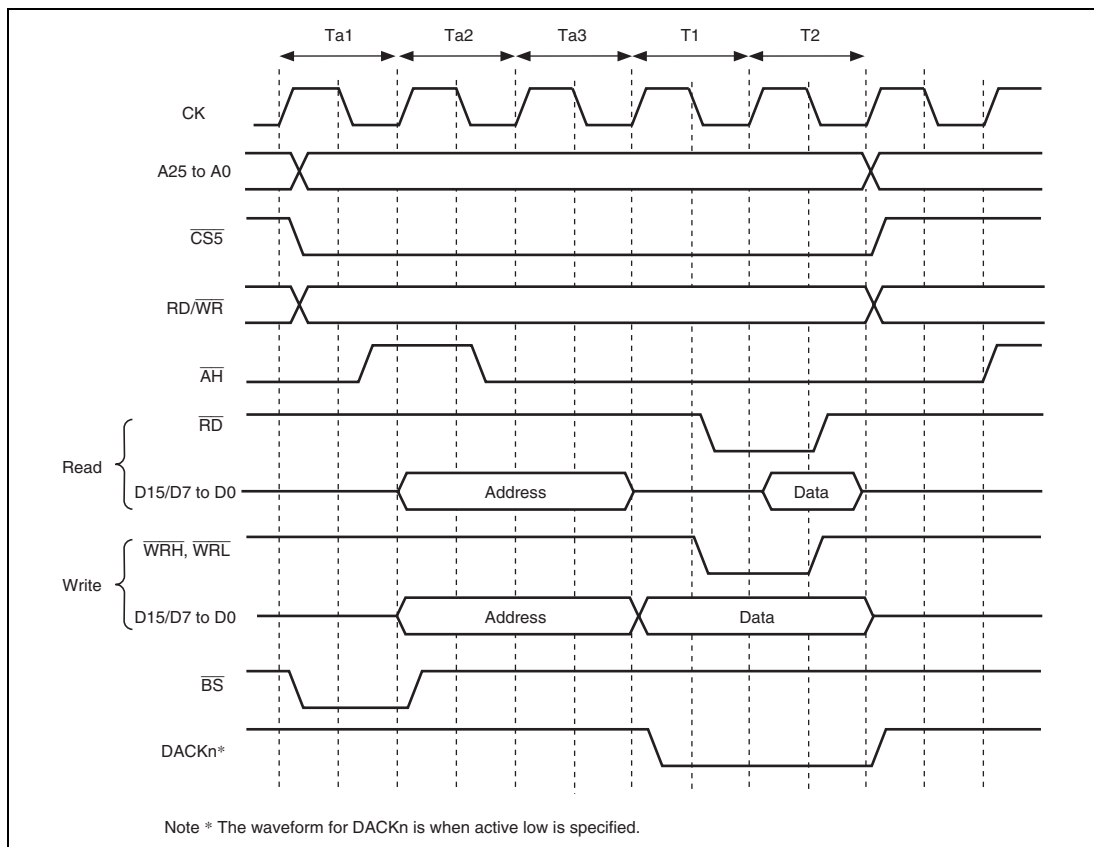 Ta1 Ta2 Ta3 T1 T2
CK
A25 to A0
CS5
RD/WR
AH
RD
Read
D15/D7 to D0 Address Data
WRH, WRL
Write
D15/D7 to D0 Address Data
BS
DACKn*
Note * The waveform for DACKn is when active low is specified.